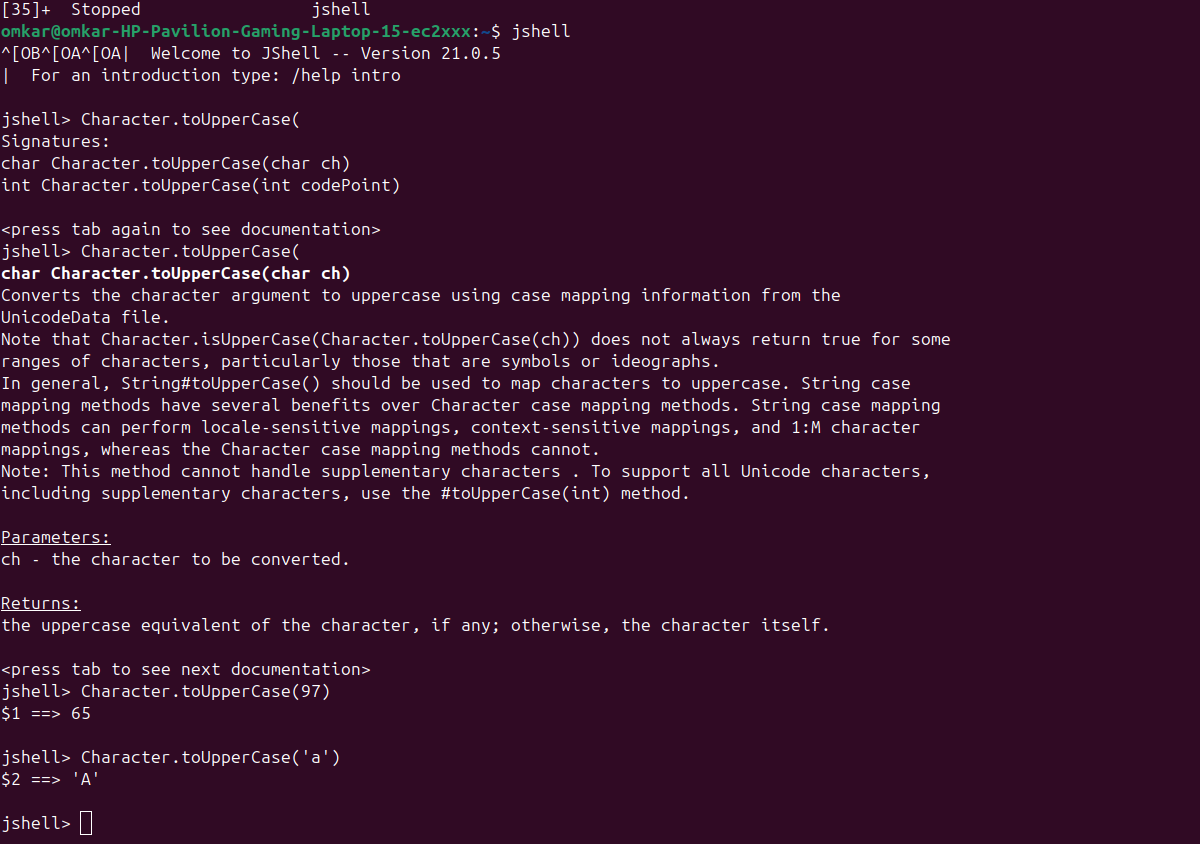 [35]+  Stopped                 jshell
omkar@omkar-HP-Pavilion-Gaming-Laptop-15-ec2xxx:~$ jshell
^[OB^[OA^[OA|  Welcome to JShell -- Version 21.0.5
|  For an introduction type: /help intro

jshell> Character.toUpperCase(
Signatures:
char Character.toUpperCase(char ch)
int Character.toUpperCase(int codePoint)

<press tab again to see documentation>
jshell> Character.toUpperCase(
char Character.toUpperCase(char ch)
Converts the character argument to uppercase using case mapping information from the
UnicodeData file.
Note that Character.isUpperCase(Character.toUpperCase(ch)) does not always return true for some
ranges of characters, particularly those that are symbols or ideographs.
In general, String#toUpperCase() should be used to map characters to uppercase. String case
mapping methods have several benefits over Character case mapping methods. String case mapping
methods can perform locale-sensitive mappings, context-sensitive mappings, and 1:M character
mappings, whereas the Character case mapping methods cannot.
Note: This method cannot handle supplementary characters . To support all Unicode characters,
including supplementary characters, use the #toUpperCase(int) method.

Parameters:
ch - the character to be converted.

Returns:
the uppercase equivalent of the character, if any; otherwise, the character itself.

<press tab to see next documentation>
jshell> Character.toUpperCase(97)
$1 ==> 65

jshell> Character.toUpperCase('a')
$2 ==> 'A'

jshell>